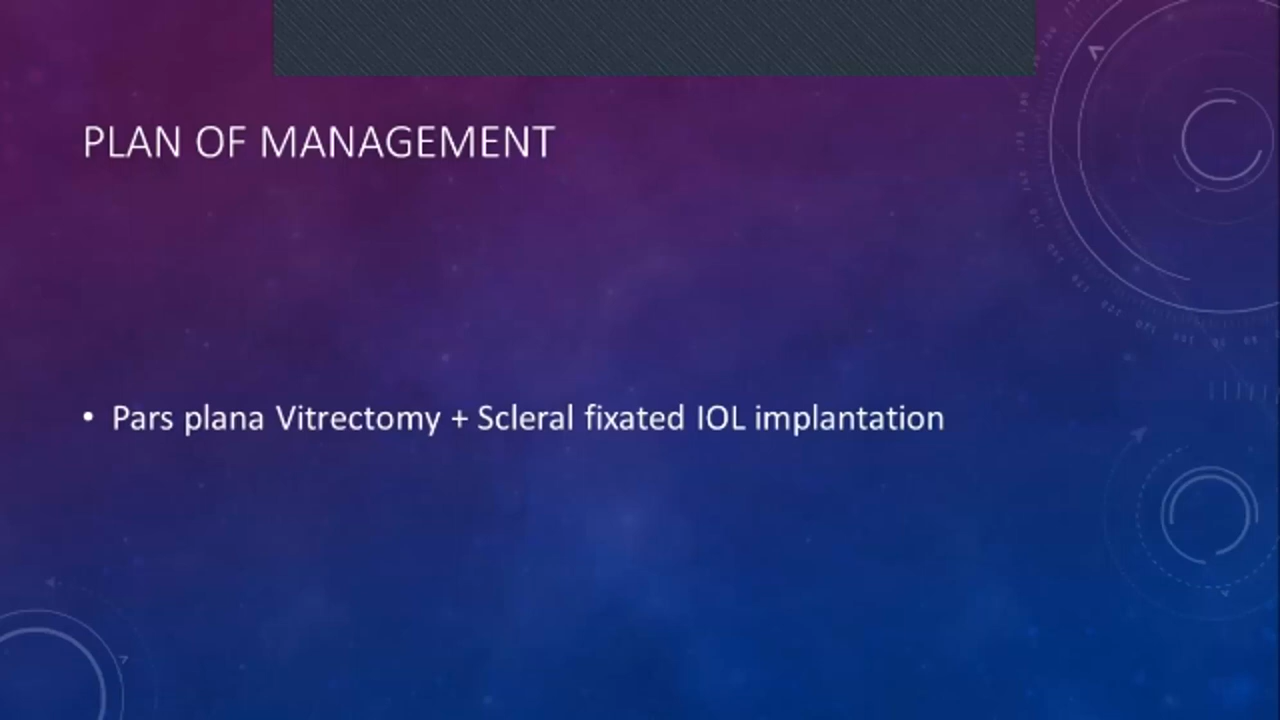 PLAN OF MANAGEMENT
• Pars plana Vitrectomy + Scleral fixated IOL implantation